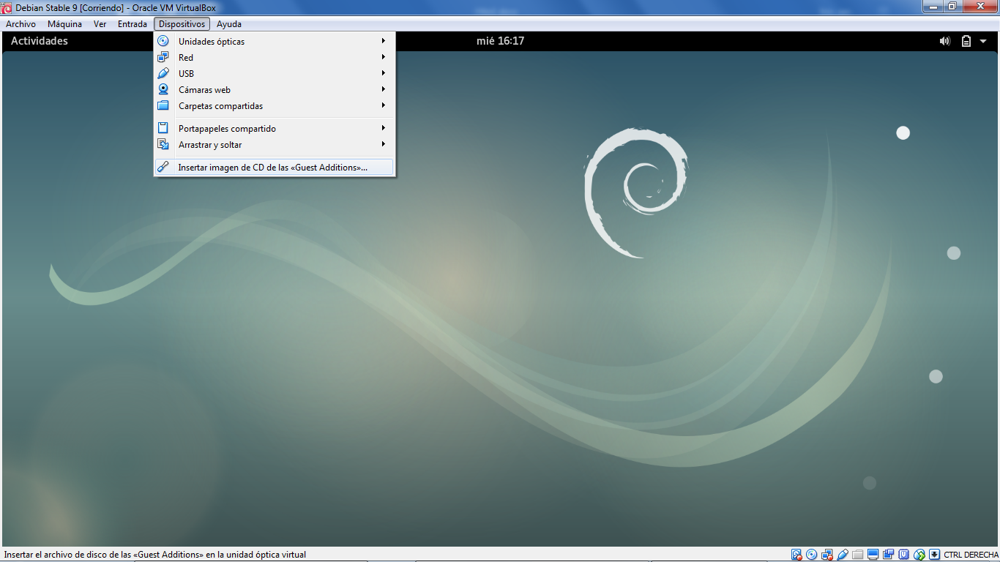 Debian Stable 9 [Corriendo] - Oracle VM VirtualBox
Archivo Máquina Ver Entrada Dispositivos Ayuda
Actividades mié 16:17
Unidades ópticas
Red
USB
Cámaras web
Carpetas compartidas
Portapapeles compartido
Arrastrar y soltar
Insertar imagen de CD de las «Guest Additions»...
Insertar el archivo de disco de las «Guest Additions» en la unidad óptica virtual CTRL DERECHA